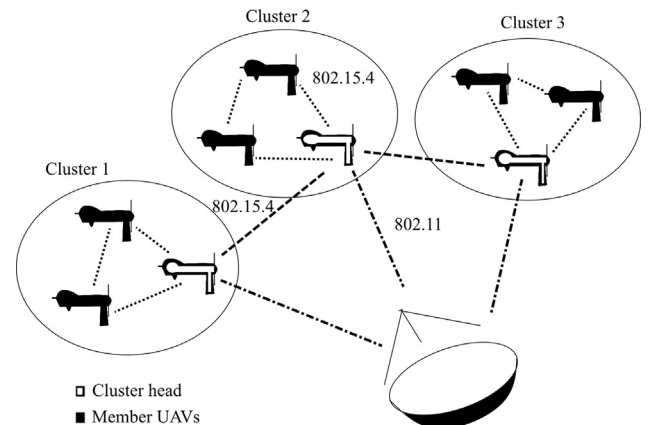 Cluster 2
Cluster 3
802.15.4
Cluster 1
802.15.4
802.11
Cluster head
Member UAVs